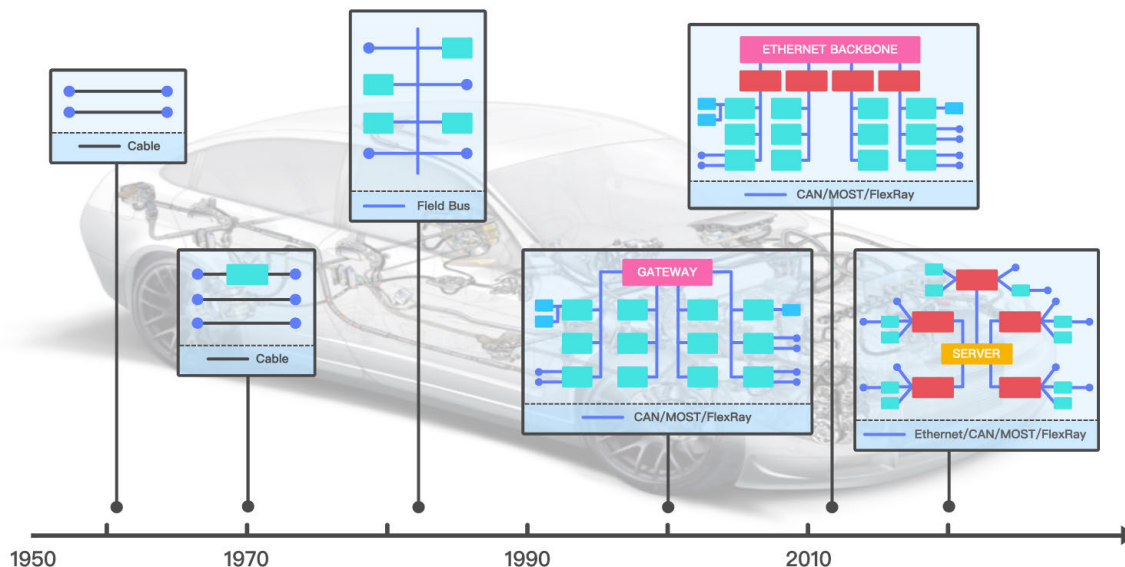 ETHERNET BACKBONE
CAN/MOST/FlexRay
Cable
Field Bus
Cable
GATEWAY
CAN/MOST/FlexRay
SERVER
Ethernet/CAN/MOST/FlexRay
1950
1970
1990
2010